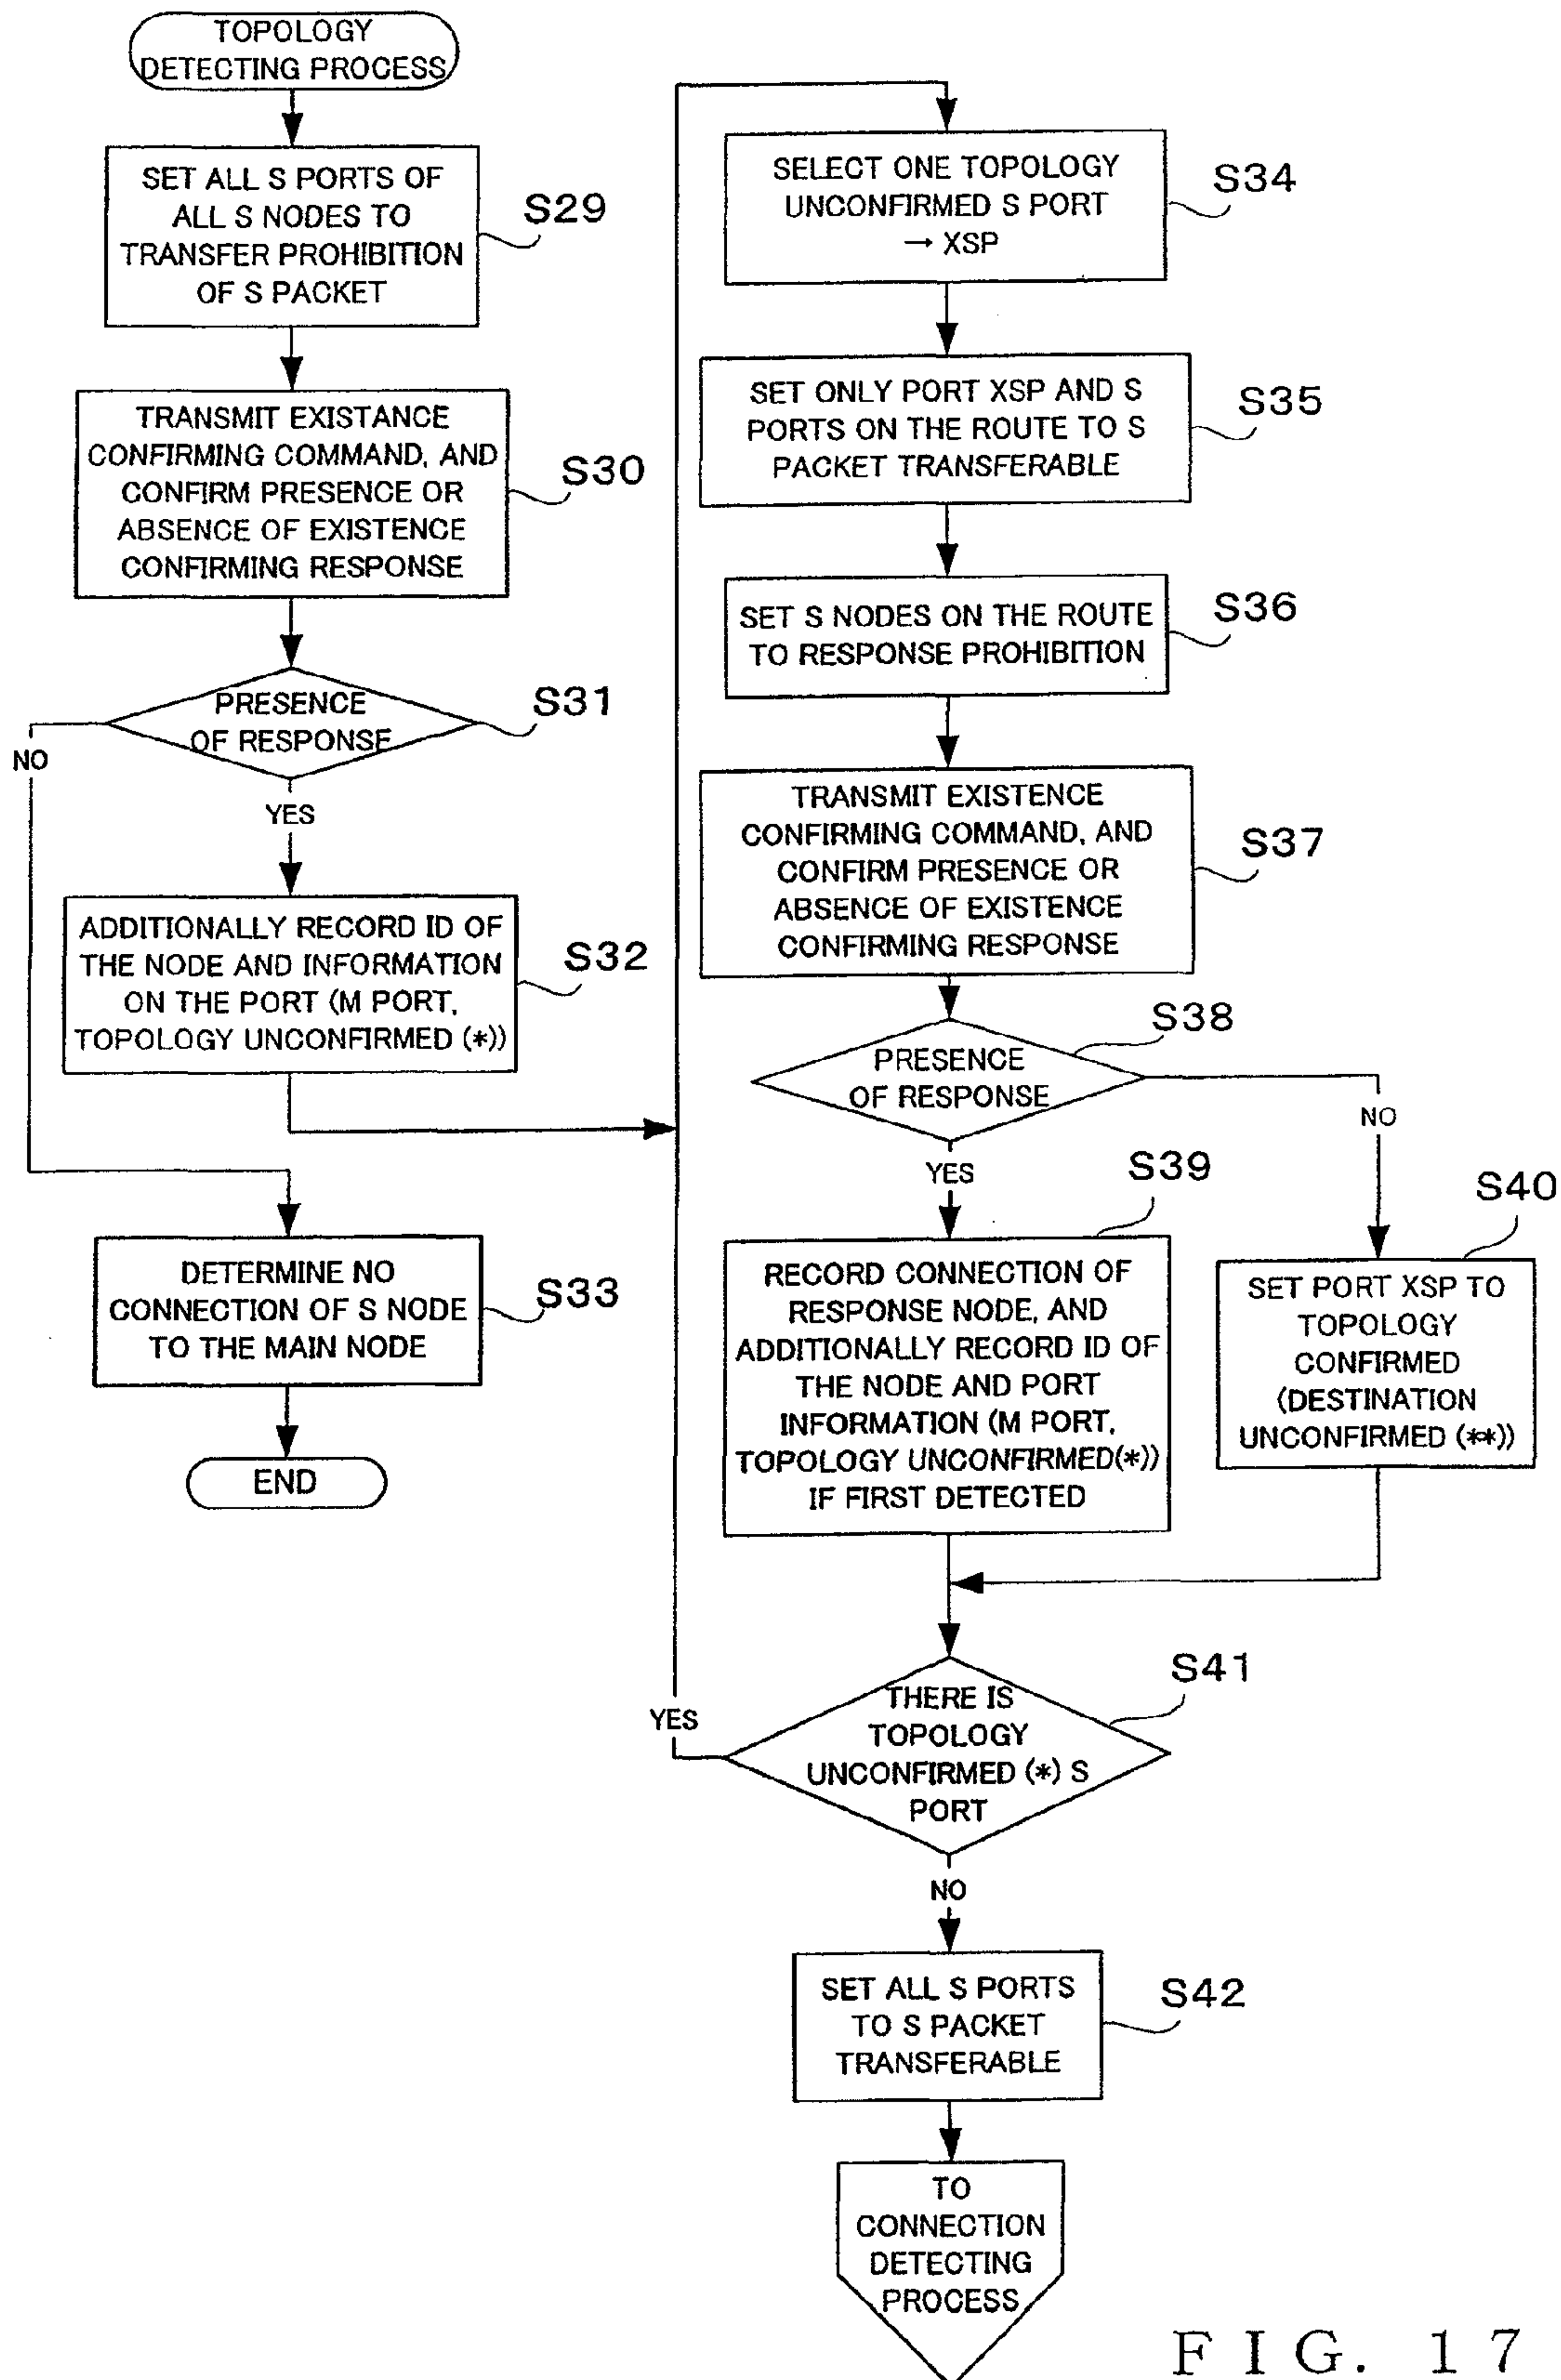 TOPOLOGY
DETECTING PROCESS
SET ALL S PORTS OF
ALL S NODES TO
TRANSFER PROHIBITION
OF S PACKET
S29
TRANSMIT EXISTANCE
CONFIRMING COMMAND, AND
CONFIRM PRESENCE OR
ABSENCE OF EXISTENCE
CONFIRMING RESPONSE
S30
PRESENCE
OF RESPONSE
S31
NO
YES
ADDITIONALLY RECORD ID OF
THE NODE AND INFORMATION
ON THE PORT (M PORT,
TOPOLOGY UNCONFIRMED (*))
S32
DETERMINE NO
CONNECTION OF S NODE
TO THE MAIN NODE
S33
END
SELECT ONE TOPOLOGY
UNCONFIRMED S PORT
→ XSP
S34
SET ONLY PORT XSP AND S
PORTS ON THE ROUTE TO S
PACKET TRANSFERABLE
S35
SET S NODES ON THE ROUTE
TO RESPONSE PROHIBITION
S36
TRANSMIT EXISTENCE
CONFIRMING COMMAND, AND
CONFIRM PRESENCE OR
ABSENCE OF EXISTENCE
CONFIRMING RESPONSE
S37
PRESENCE
OF RESPONSE
S38
NO
YES
RECORD CONNECTION OF
RESPONSE NODE, AND
ADDITIONALLY RECORD ID OF
THE NODE AND PORT
INFORMATION (M PORT,
TOPOLOGY UNCONFIRMED(*))
IF FIRST DETECTED
S39
SET PORT XSP TO
TOPOLOGY
CONFIRMED
(DESTINATION
UNCONFIRMED (**))
S40
THERE IS
TOPOLOGY
UNCONFIRMED (*) S
PORT
S41
YES
NO
SET ALL S PORTS
TO S PACKET
TRANSFERABLE
S42
TO
CONNECTION
DETECTING
PROCESS
FIG. 17